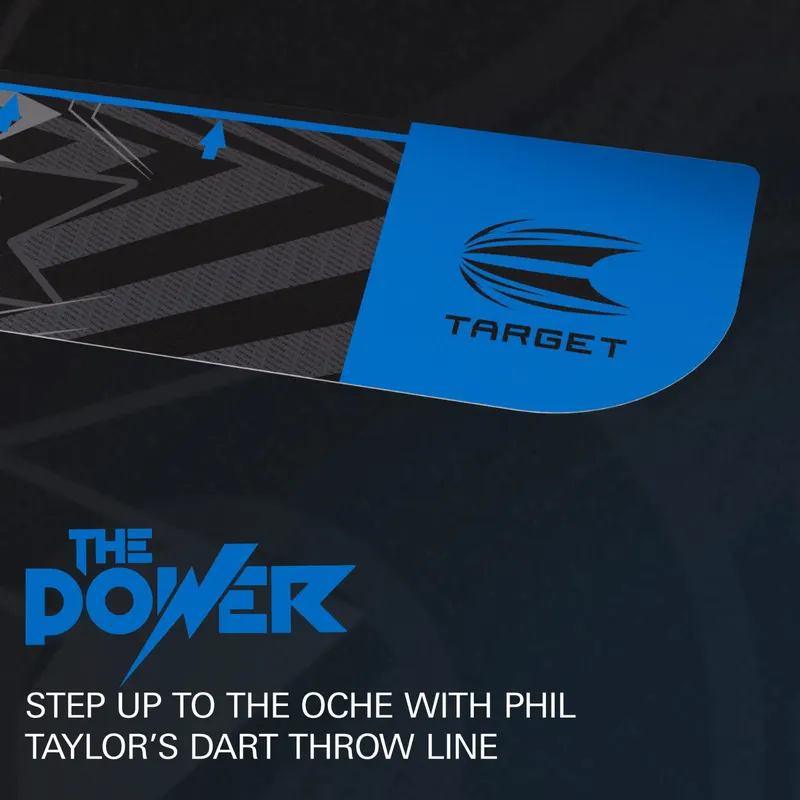 TARGET
THE
POWER
STEP UP TO THE OCHE WITH PHIL
TAYLOR'S DART THROW LINE